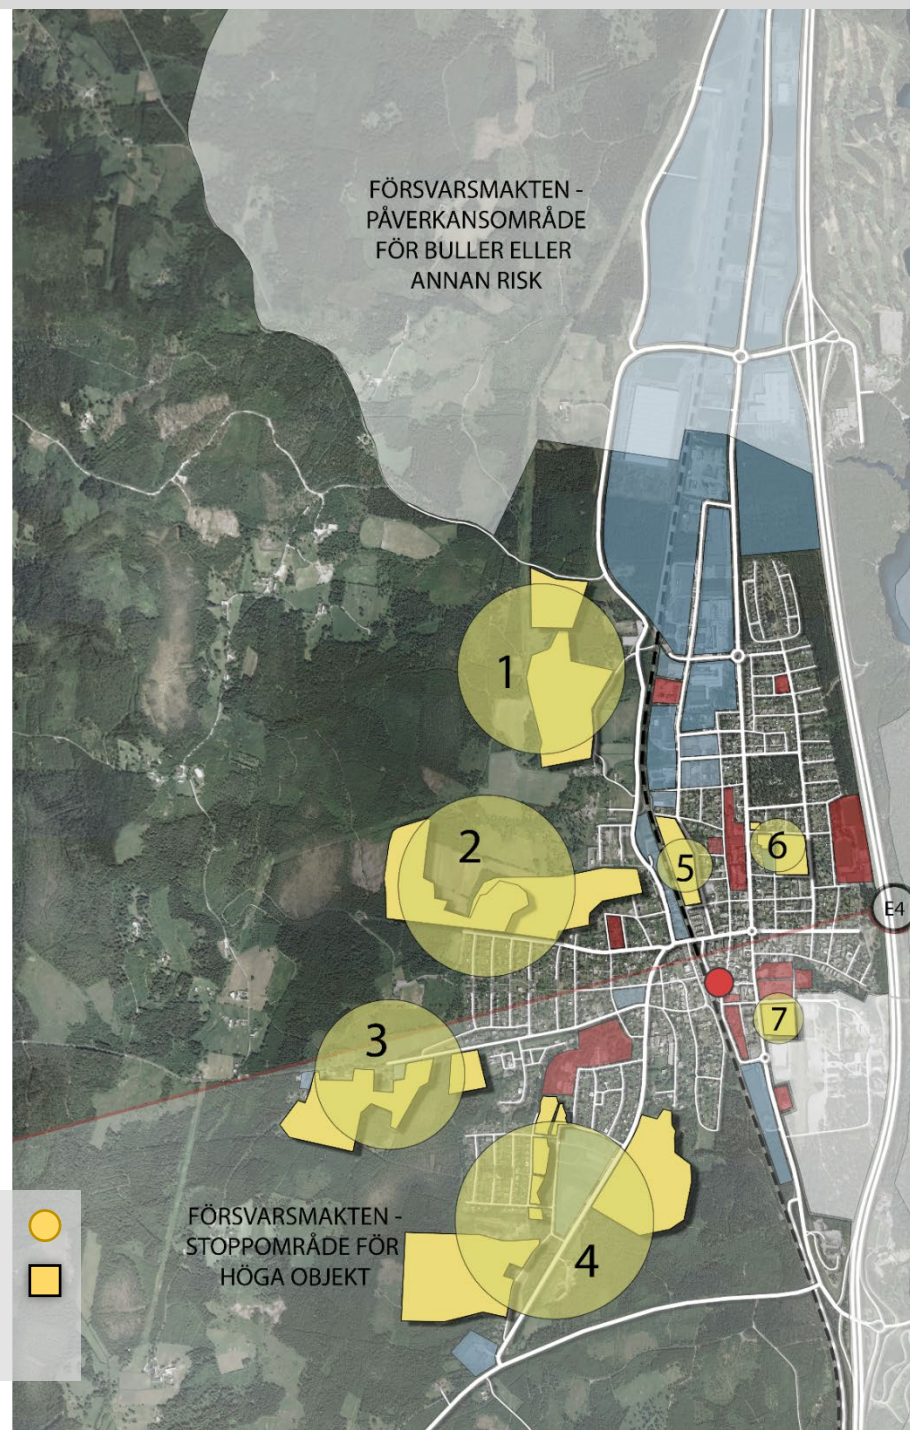 FÖRSVARSMAKTEN -
PÅVERKANSOMRÅDE
FÖR BULLER ELLER
ANNAN RISK
1
2
5
6
E4
7
3
FÖRSVARSMAKTEN -
STOPPOMRÅDE FÖR
HÖGA OBJEKT
4